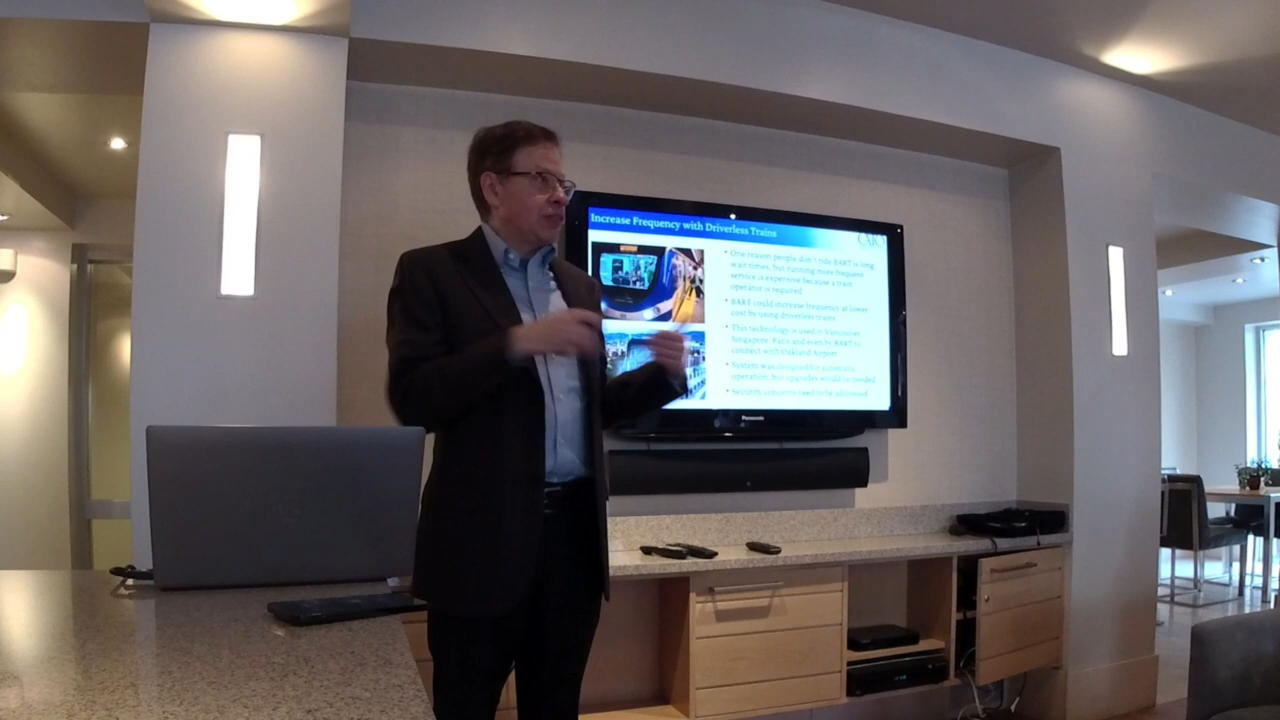 Increase Frequency with Driverless Trains
CATO
• One reason people don't ride BART is long
wait times, but running more frequent
service is expensive because a train
operator is required
• BART could increase frequency at lower
cost by using driverless trains
• This technology is used in Vancouver
Singapore, Paris and even by BART to
connect with Oakland Airport
• System was designed for automatic
operation, but upgrades would be needed
• Security concerns need to be addressed
Panasonic